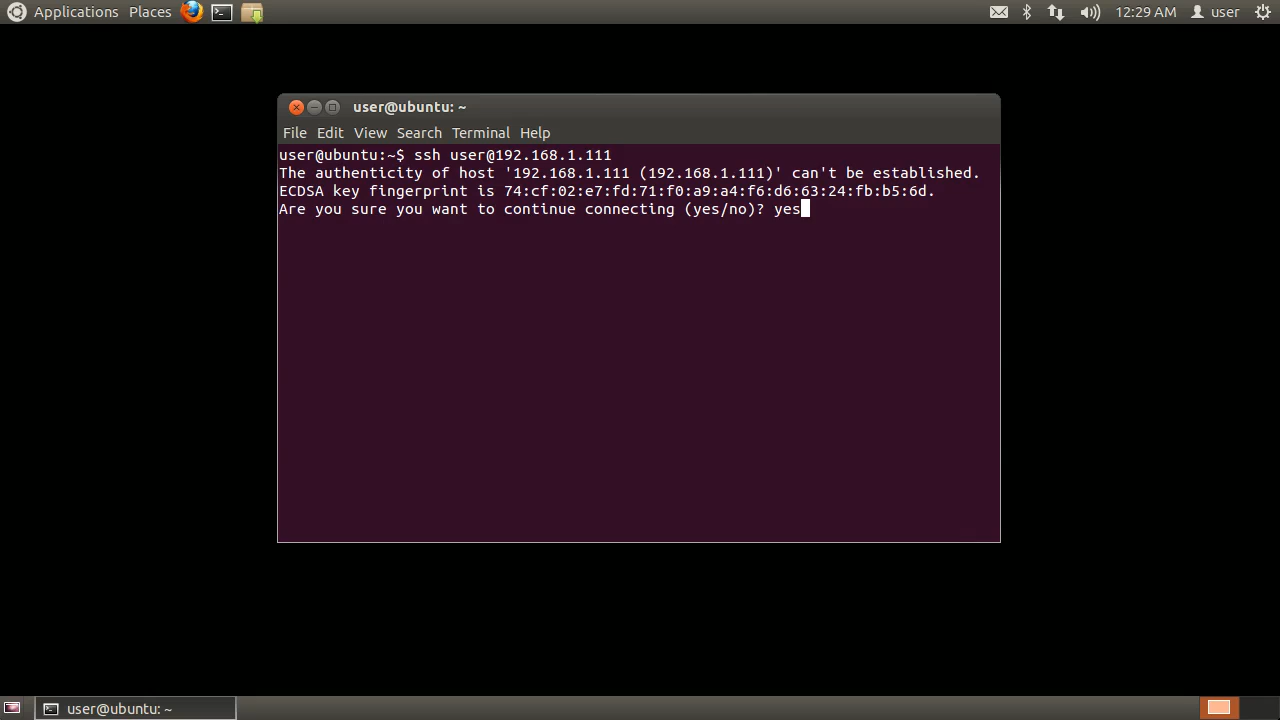 Applications Places 12:29 AM user
user@ubuntu: ~
File Edit View Search Terminal Help
user@ubuntu:~$ ssh user@192.168.1.111
The authenticity of host '192.168.1.111 (192.168.1.111)' can't be established.
ECDSA key fingerprint is 74:cf:02:e7:fd:71:f0:a9:a4:f6:d6:63:24:fb:b5:6d.
Are you sure you want to continue connecting (yes/no)? yes
user@ubuntu: ~